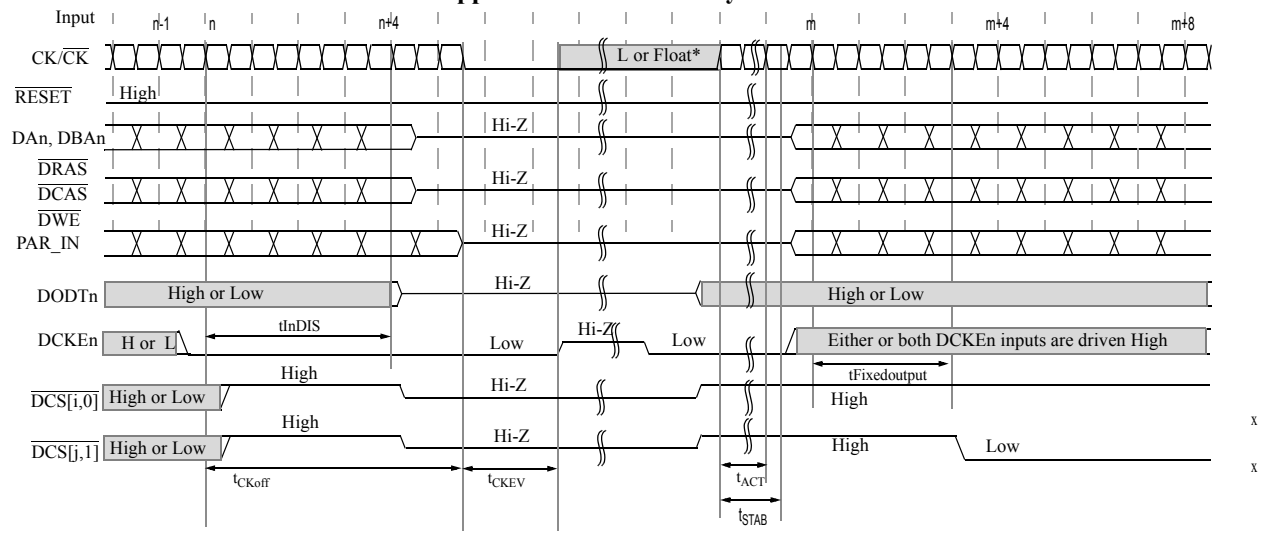 Input n-1 n n+4 m m+4 m+8
CK/CK L or Float*
RESET High
DAn, DBAn Hi-Z
DRAS
DCAS Hi-Z
DWE
PAR_IN Hi-Z
DODTn High or Low Hi-Z High or Low
tInDIS
DCKEn H or L Low Hi-Z Low Either or both DCKEn inputs are driven High
tFixedoutput
DCS[i,0] High or Low High Hi-Z High
x
DCS[j,1] High or Low High Hi-Z High Low
x
tCKoff tCKEV tACT
tSTAB